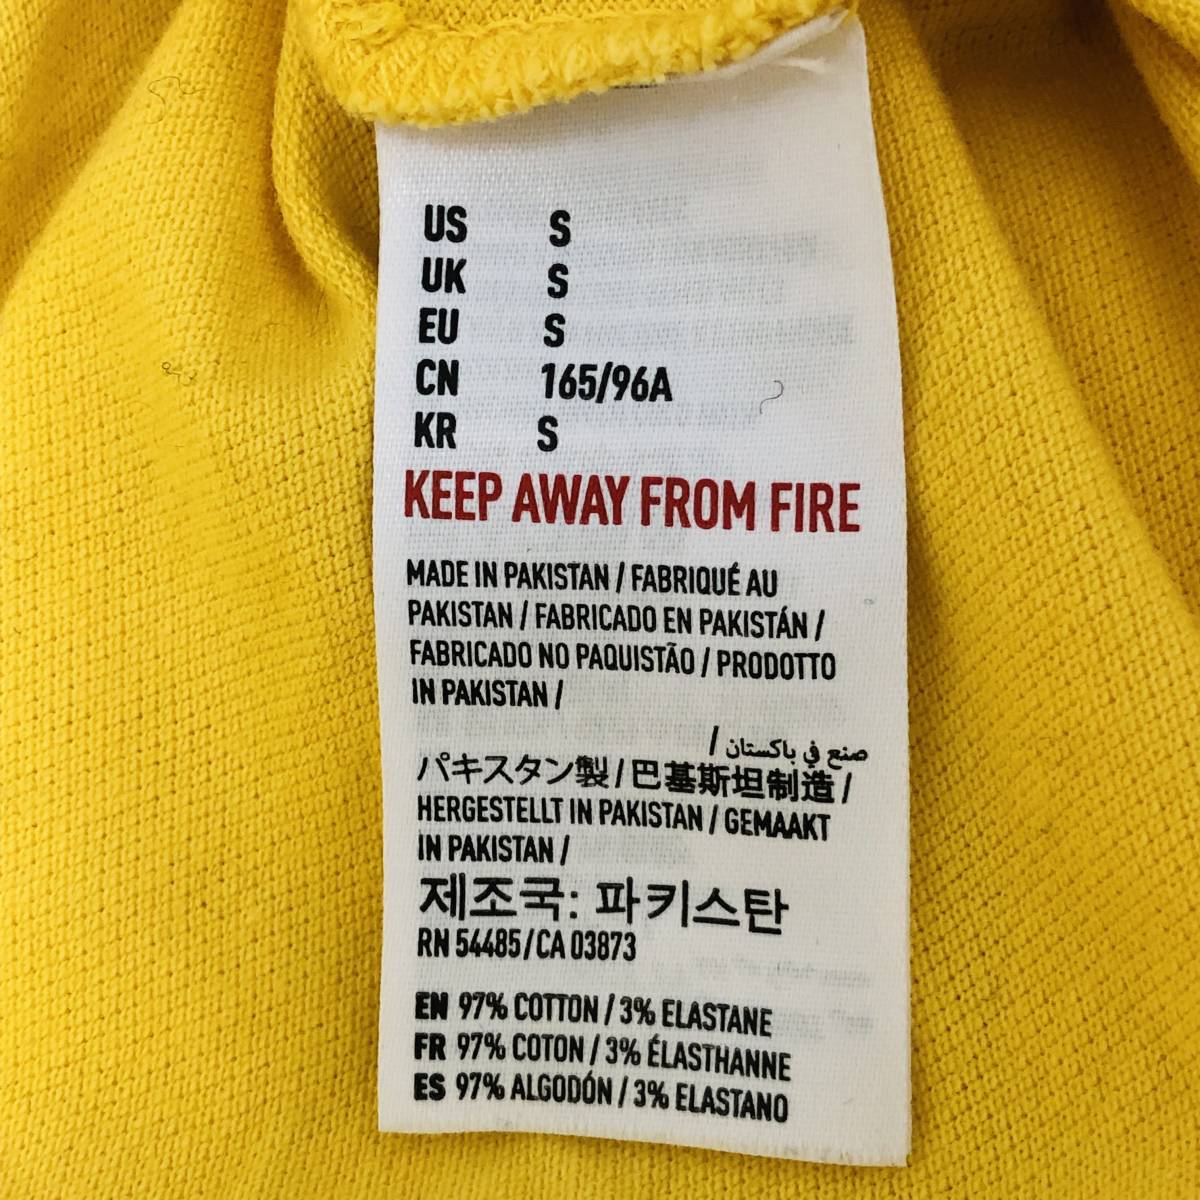 US S
UK S
EU S
CN 165/96A
KR S
KEEP AWAY FROM FIRE
MADE IN PAKISTAN / FABRIQUÉ AU
PAKISTAN / FABRICADO EN PAKISTÁN /
FABRICADO NO PAQUISTÃO / PRODOTTO
IN PAKISTAN /
صنع في باكستان /
パキスタン製 / 巴基斯坦制造 /
HERGESTELLT IN PAKISTAN / GEMAAKT
IN PAKISTAN /
제조국: 파키스탄
RN 54485 / CA 03873
EN 97% COTTON / 3% ELASTANE
FR 97% COTON / 3% ÉLASTHANNE
ES 97% ALGODÓN / 3% ELASTANO